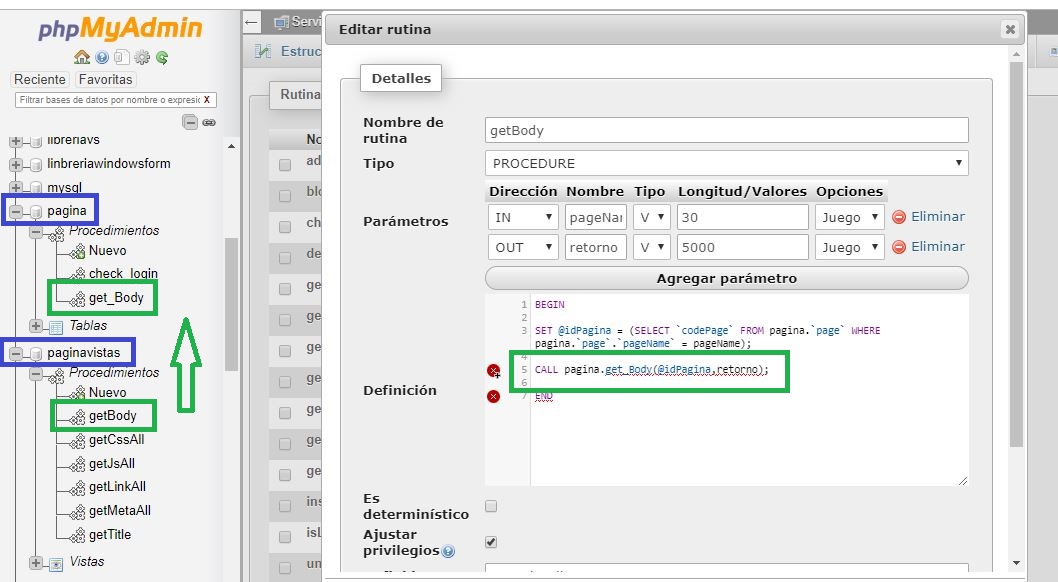 phpMyAdmin
Reciente Favoritas
Filtrar bases de datos por nombre o expresic X
libreriavs
linbreriawindowsform
mysql
pagina
Procedimientos
Nuevo
check_login
get_Body
Tablas
paginavistas
Procedimientos
Nuevo
getBody
getCssAll
getJsAll
getLinkAll
getMetaAll
getTitle
Vistas
Servi
Estruc
Rutina
No
ad
blo
ch
de
ge
ge
ge
ge
ge
ge
ge
ins
isL
un
Editar rutina
Detalles
Nombre de rutina
getBody
Tipo
PROCEDURE
Dirección Nombre Tipo Longitud/Valores Opciones
Parámetros
IN pageNar V 30 Juego Eliminar
OUT retorno V 5000 Juego Eliminar
Agregar parámetro
Definición
1 BEGIN
2
3 SET @idPagina = (SELECT `codePage` FROM pagina.`page` WHERE
pagina.`page`.`pageName` = pageName);
4
5 CALL pagina.get_Body(@idPagina,retorno);
6
7 END
Es determinístico
Ajustar privilegios